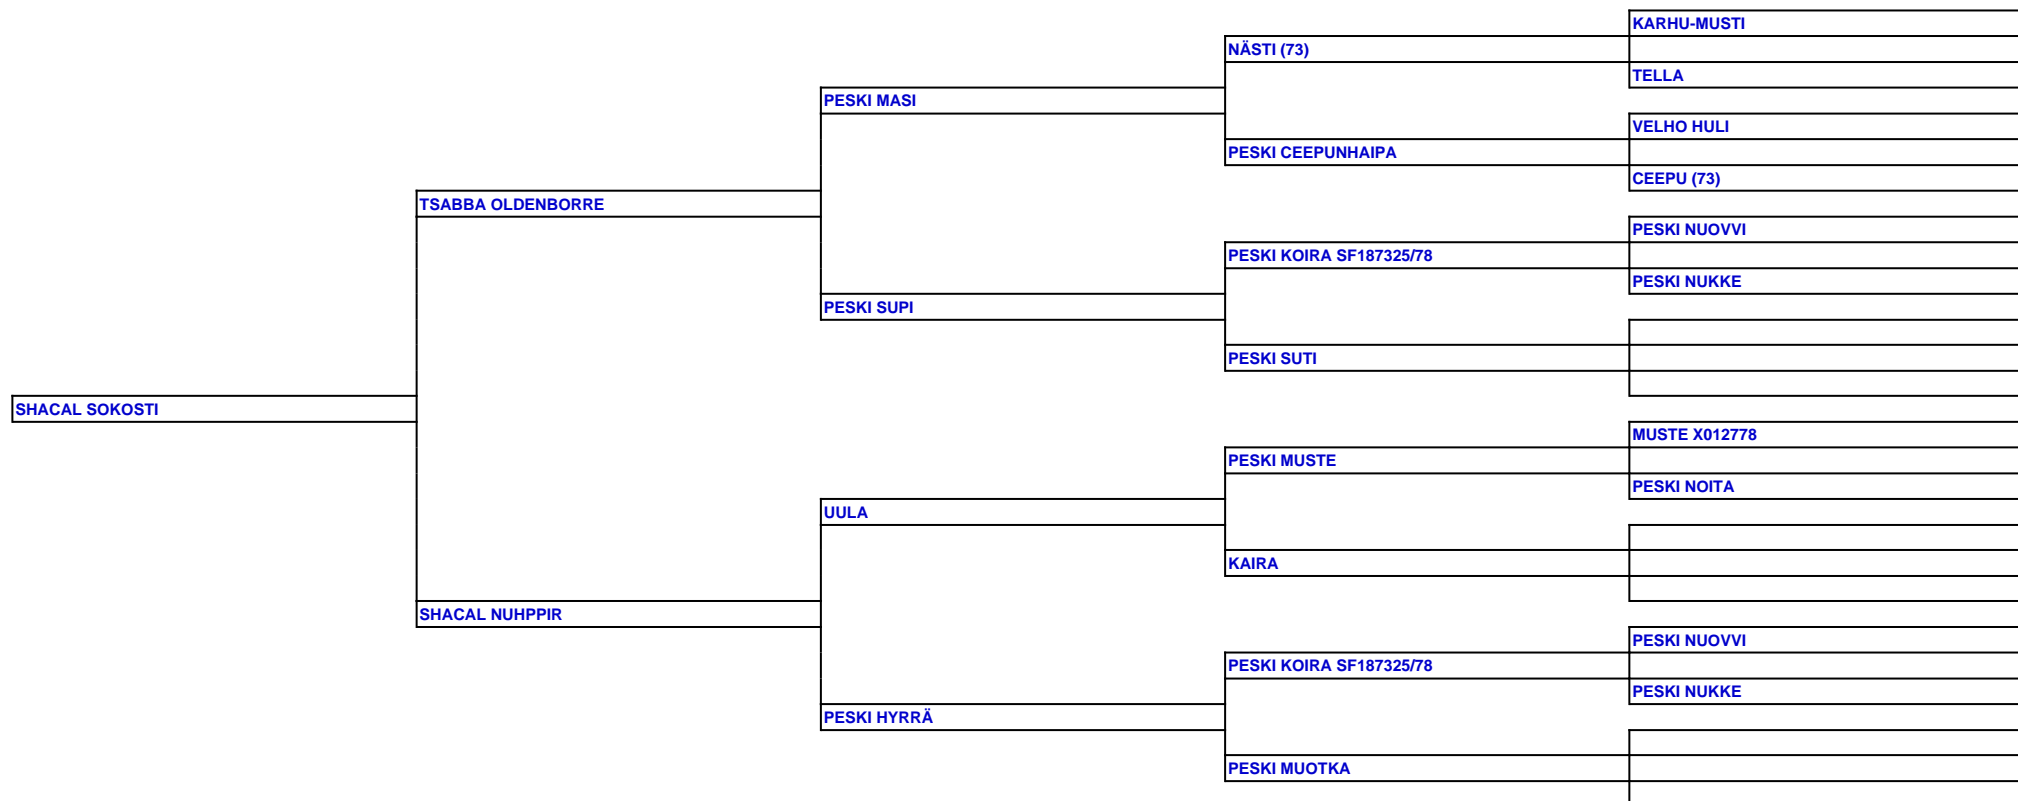 KARHU-MUSTI
NÄSTI (73)
TELLA
PESKI MASI
VELHO HULI
PESKI CEEPUNHAIPA
CEEPU (73)
TSABBA OLDENBORRE
PESKI NUOVVI
PESKI KOIRA SF187325/78
PESKI NUKKE
PESKI SUPI
PESKI SUTI
SHACAL SOKOSTI
MUSTE X012778
PESKI MUSTE
PESKI NOITA
UULA
KAIRA
SHACAL NUHPPIR
PESKI NUOVVI
PESKI KOIRA SF187325/78
PESKI NUKKE
PESKI HYRRÄ
PESKI MUOTKA